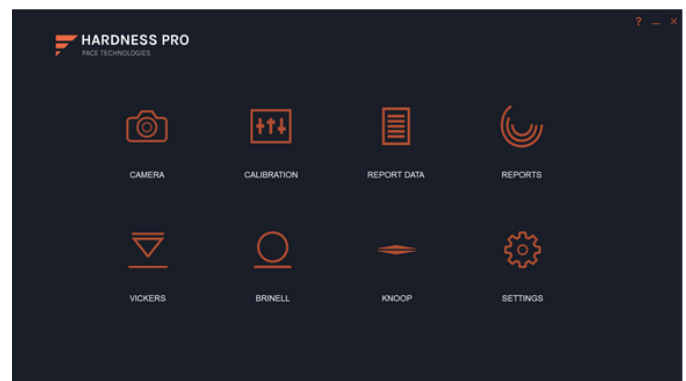 HARDNESS PRO
PACE TECHNOLOGIES
?
CAMERA
CALIBRATION
REPORT DATA
REPORTS
VICKERS
BRINELL
KNOOP
SETTINGS